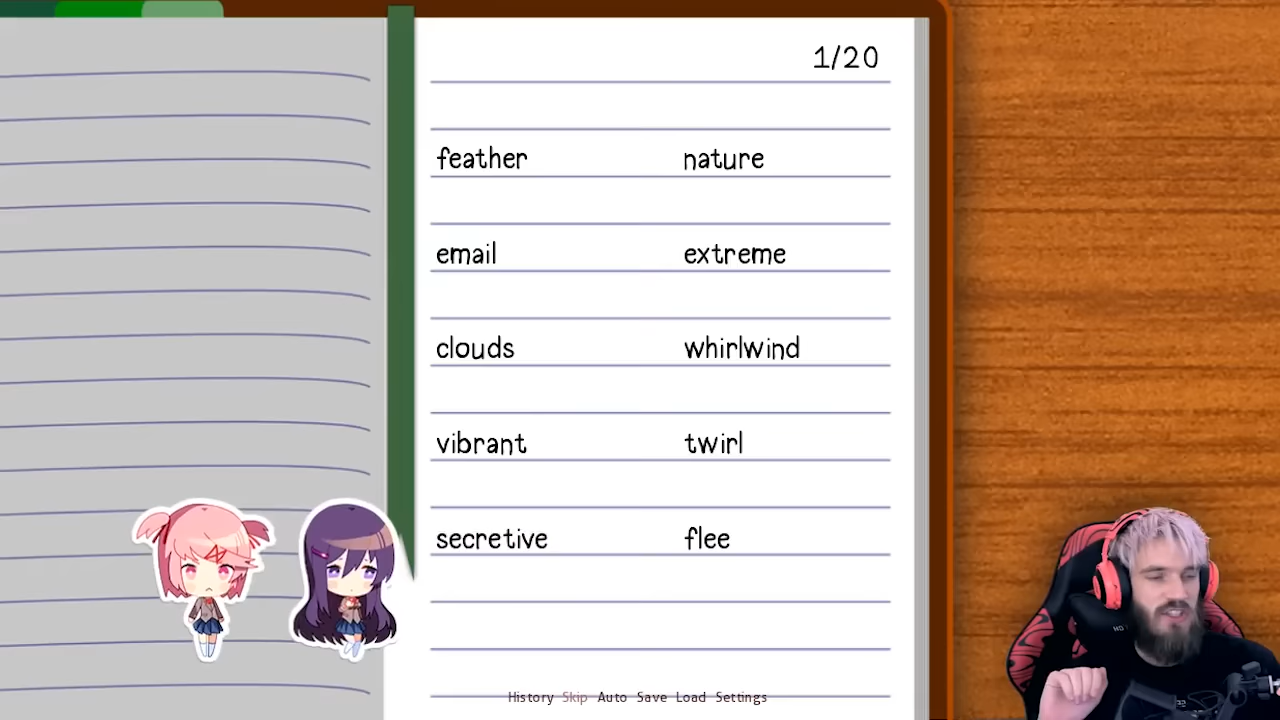 1/20
feather nature
email extreme
clouds whirlwind
vibrant twirl
secretive flee
History Skip Auto Save Load Settings